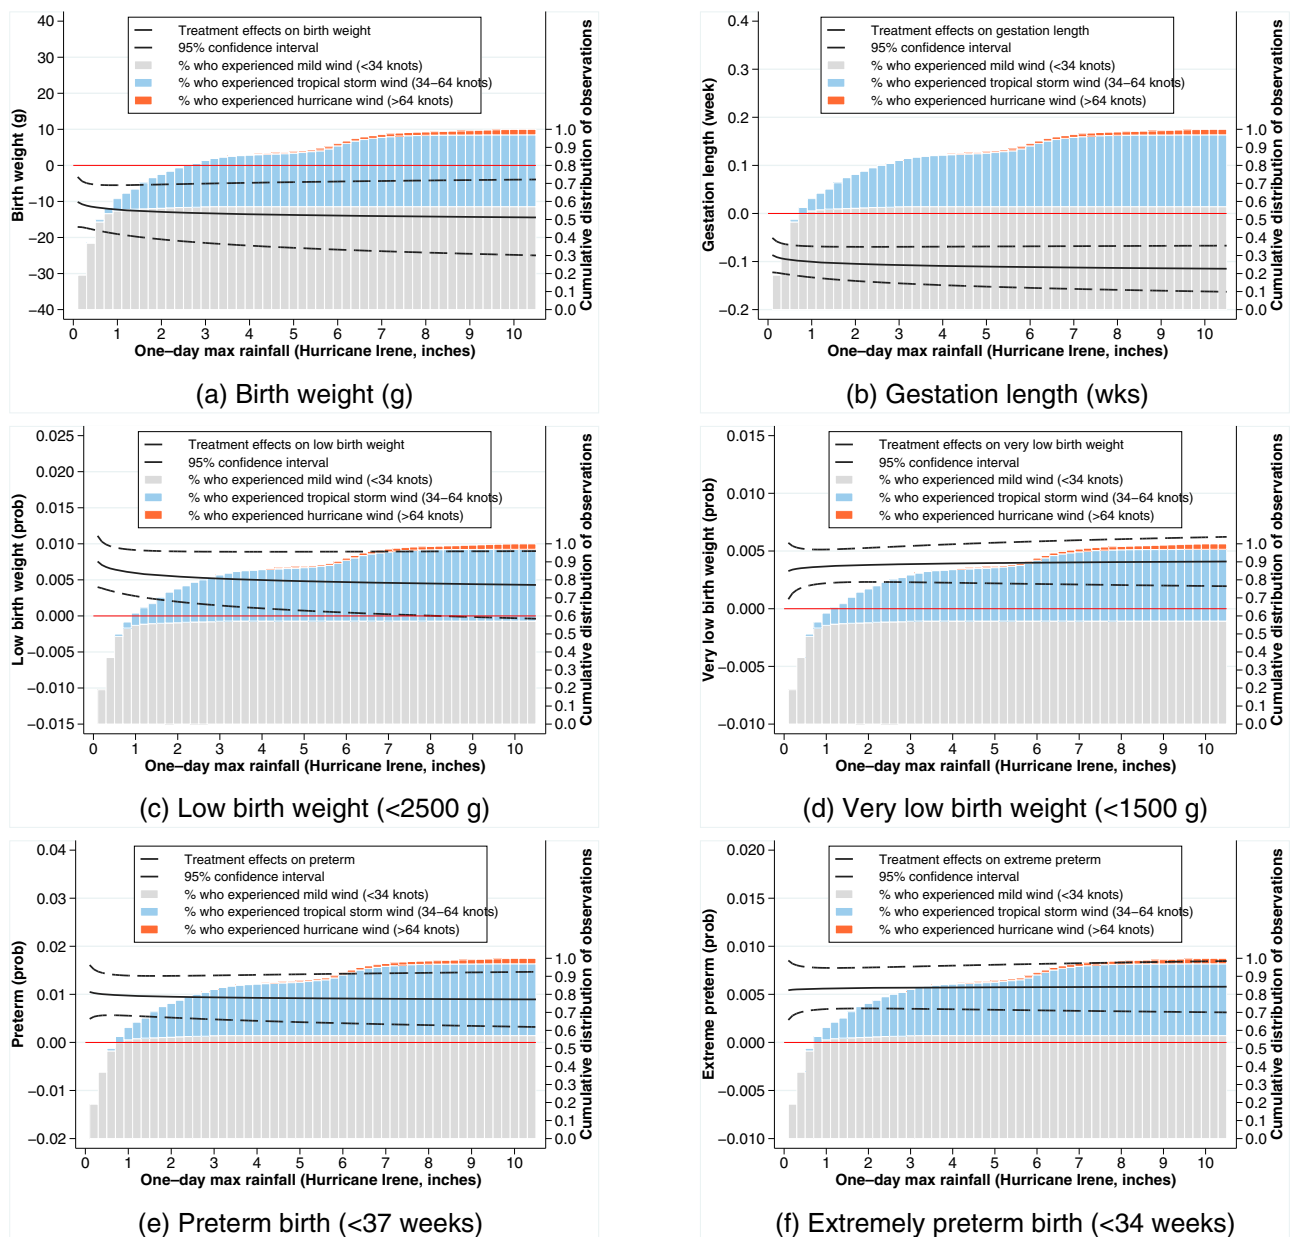 Treatment effects on birth weight
95% confidence interval
% who experienced mild wind (<34 knots)
% who experienced tropical storm wind (34–64 knots)
% who experienced hurricane wind (>64 knots)
Birth weight (g)
40
30
20
10
0
−10
−20
−30
−40
1.0
0.9
0.8
0.7
0.6
0.5
0.4
0.3
0.2
0.1
0.0
Cumulative distribution of observations
0 1 2 3 4 5 6 7 8 9 10
One–day max rainfall (Hurricane Irene, inches)
(a) Birth weight (g)
Treatment effects on gestation length
95% confidence interval
% who experienced mild wind (<34 knots)
% who experienced tropical storm wind (34–64 knots)
% who experienced hurricane wind (>64 knots)
Gestation length (week)
0.4
0.3
0.2
0.1
0.0
−0.1
−0.2
1.0
0.9
0.8
0.7
0.6
0.5
0.4
0.3
0.2
0.1
0.0
Cumulative distribution of observations
0 1 2 3 4 5 6 7 8 9 10
One–day max rainfall (Hurricane Irene, inches)
(b) Gestation length (wks)
Treatment effects on low birth weight
95% confidence interval
% who experienced mild wind (<34 knots)
% who experienced tropical storm wind (34–64 knots)
% who experienced hurricane wind (>64 knots)
Low birth weight (prob)
0.025
0.020
0.015
0.010
0.005
0.000
−0.005
−0.010
−0.015
1.0
0.9
0.8
0.7
0.6
0.5
0.4
0.3
0.2
0.1
0.0
Cumulative distribution of observations
0 1 2 3 4 5 6 7 8 9 10
One–day max rainfall (Hurricane Irene, inches)
(c) Low birth weight (<2500 g)
Treatment effects on very low birth weight
95% confidence interval
% who experienced mild wind (<34 knots)
% who experienced tropical storm wind (34–64 knots)
% who experienced hurricane wind (>64 knots)
Very low birth weight (prob)
0.015
0.010
0.005
0.000
−0.005
−0.010
1.0
0.9
0.8
0.7
0.6
0.5
0.4
0.3
0.2
0.1
0.0
Cumulative distribution of observations
0 1 2 3 4 5 6 7 8 9 10
One–day max rainfall (Hurricane Irene, inches)
(d) Very low birth weight (<1500 g)
Treatment effects on preterm
95% confidence interval
% who experienced mild wind (<34 knots)
% who experienced tropical storm wind (34–64 knots)
% who experienced hurricane wind (>64 knots)
Preterm (prob)
0.04
0.03
0.02
0.01
0.00
−0.01
−0.02
1.0
0.9
0.8
0.7
0.6
0.5
0.4
0.3
0.2
0.1
0.0
Cumulative distribution of observations
0 1 2 3 4 5 6 7 8 9 10
One–day max rainfall (Hurricane Irene, inches)
(e) Preterm birth (<37 weeks)
Treatment effects on extreme preterm
95% confidence interval
% who experienced mild wind (<34 knots)
% who experienced tropical storm wind (34–64 knots)
% who experienced hurricane wind (>64 knots)
Extreme preterm (prob)
0.020
0.015
0.010
0.005
0.000
−0.005
−0.010
1.0
0.9
0.8
0.7
0.6
0.5
0.4
0.3
0.2
0.1
0.0
Cumulative distribution of observations
0 1 2 3 4 5 6 7 8 9 10
One–day max rainfall (Hurricane Irene, inches)
(f) Extremely preterm birth (<34 weeks)